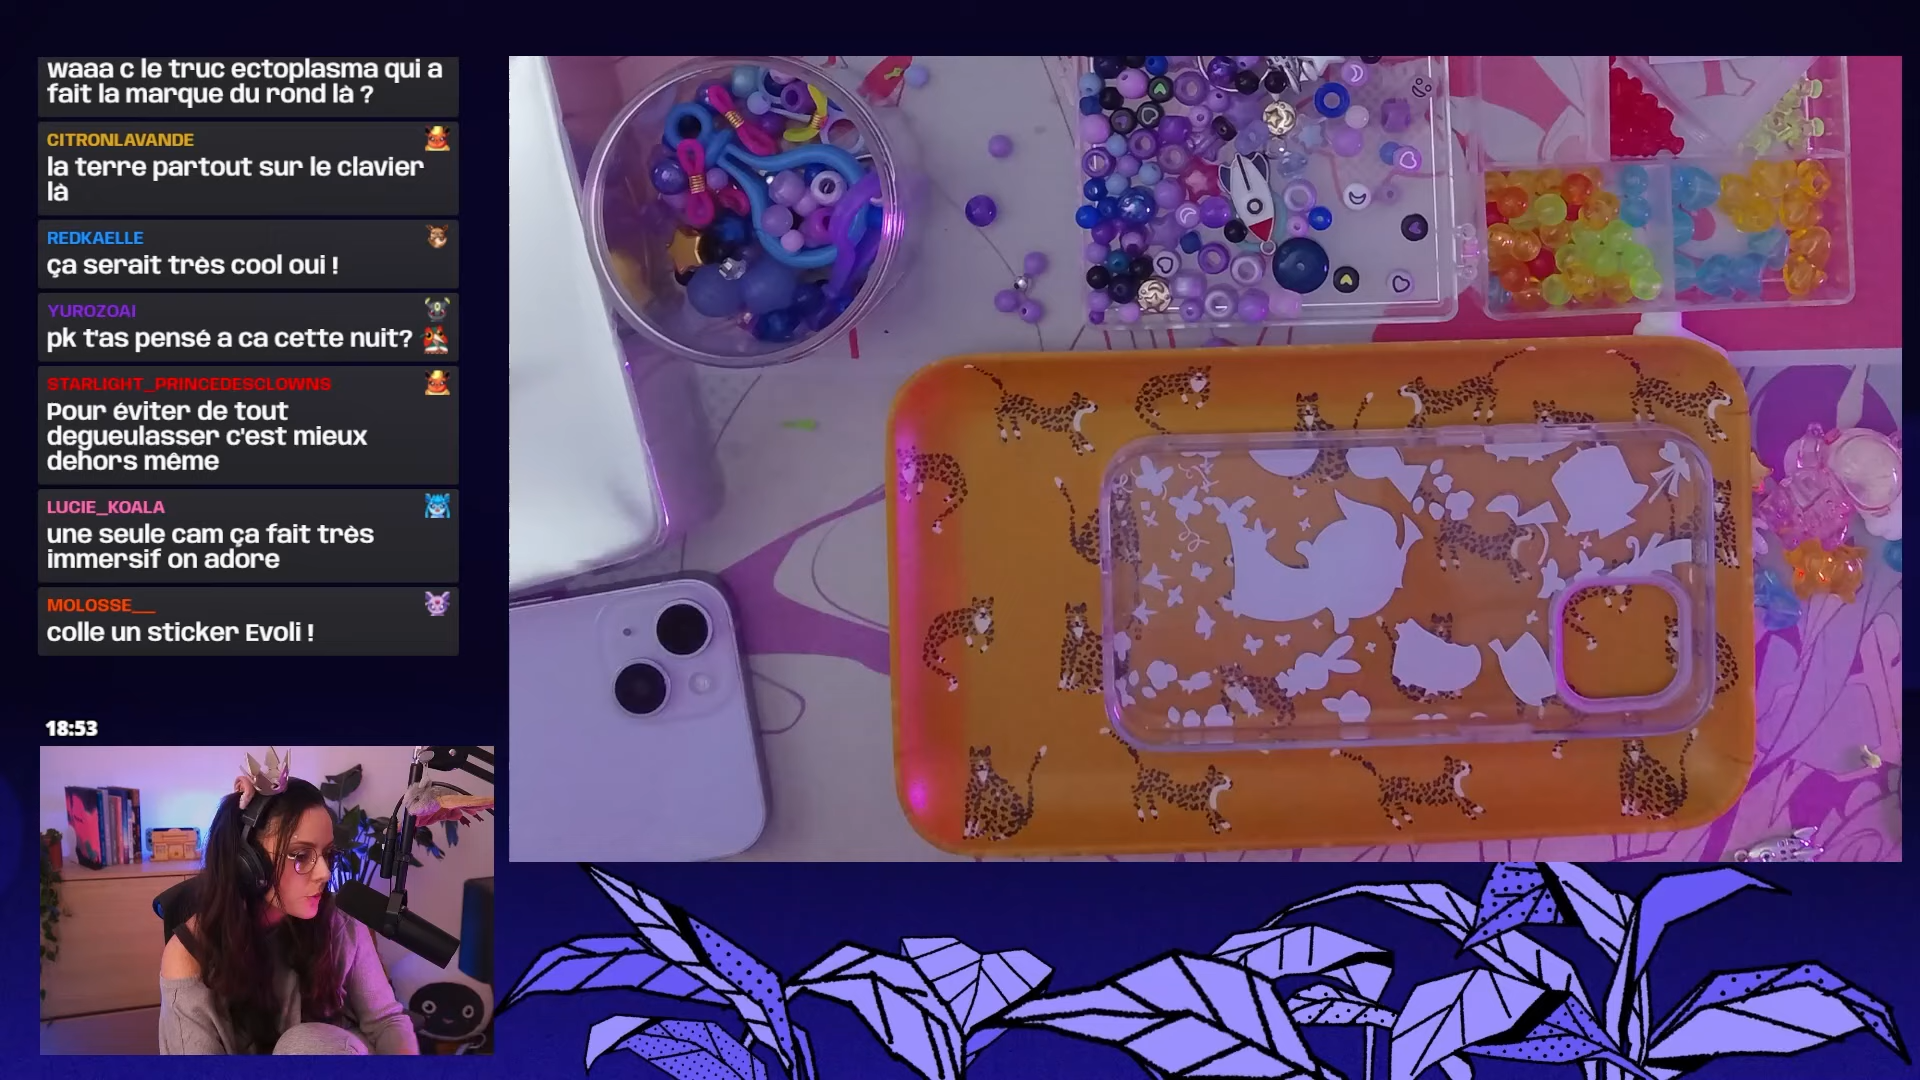 waaa c le truc ectoplasma qui a
fait la marque du rond là ?
CITRONLAVANDE
la terre partout sur le clavier
là
REDKAELLE
ça serait très cool oui !
YUROZOAI
pk t'as pensé a ca cette nuit?
STARLIGHT_PRINCEDESCLOWNS
Pour éviter de tout
degueulasser c'est mieux
dehors même
LUCIE_KOALA
une seule cam ça fait très
immersif on adore
MOLOSSE__
colle un sticker Evoli !
18:53